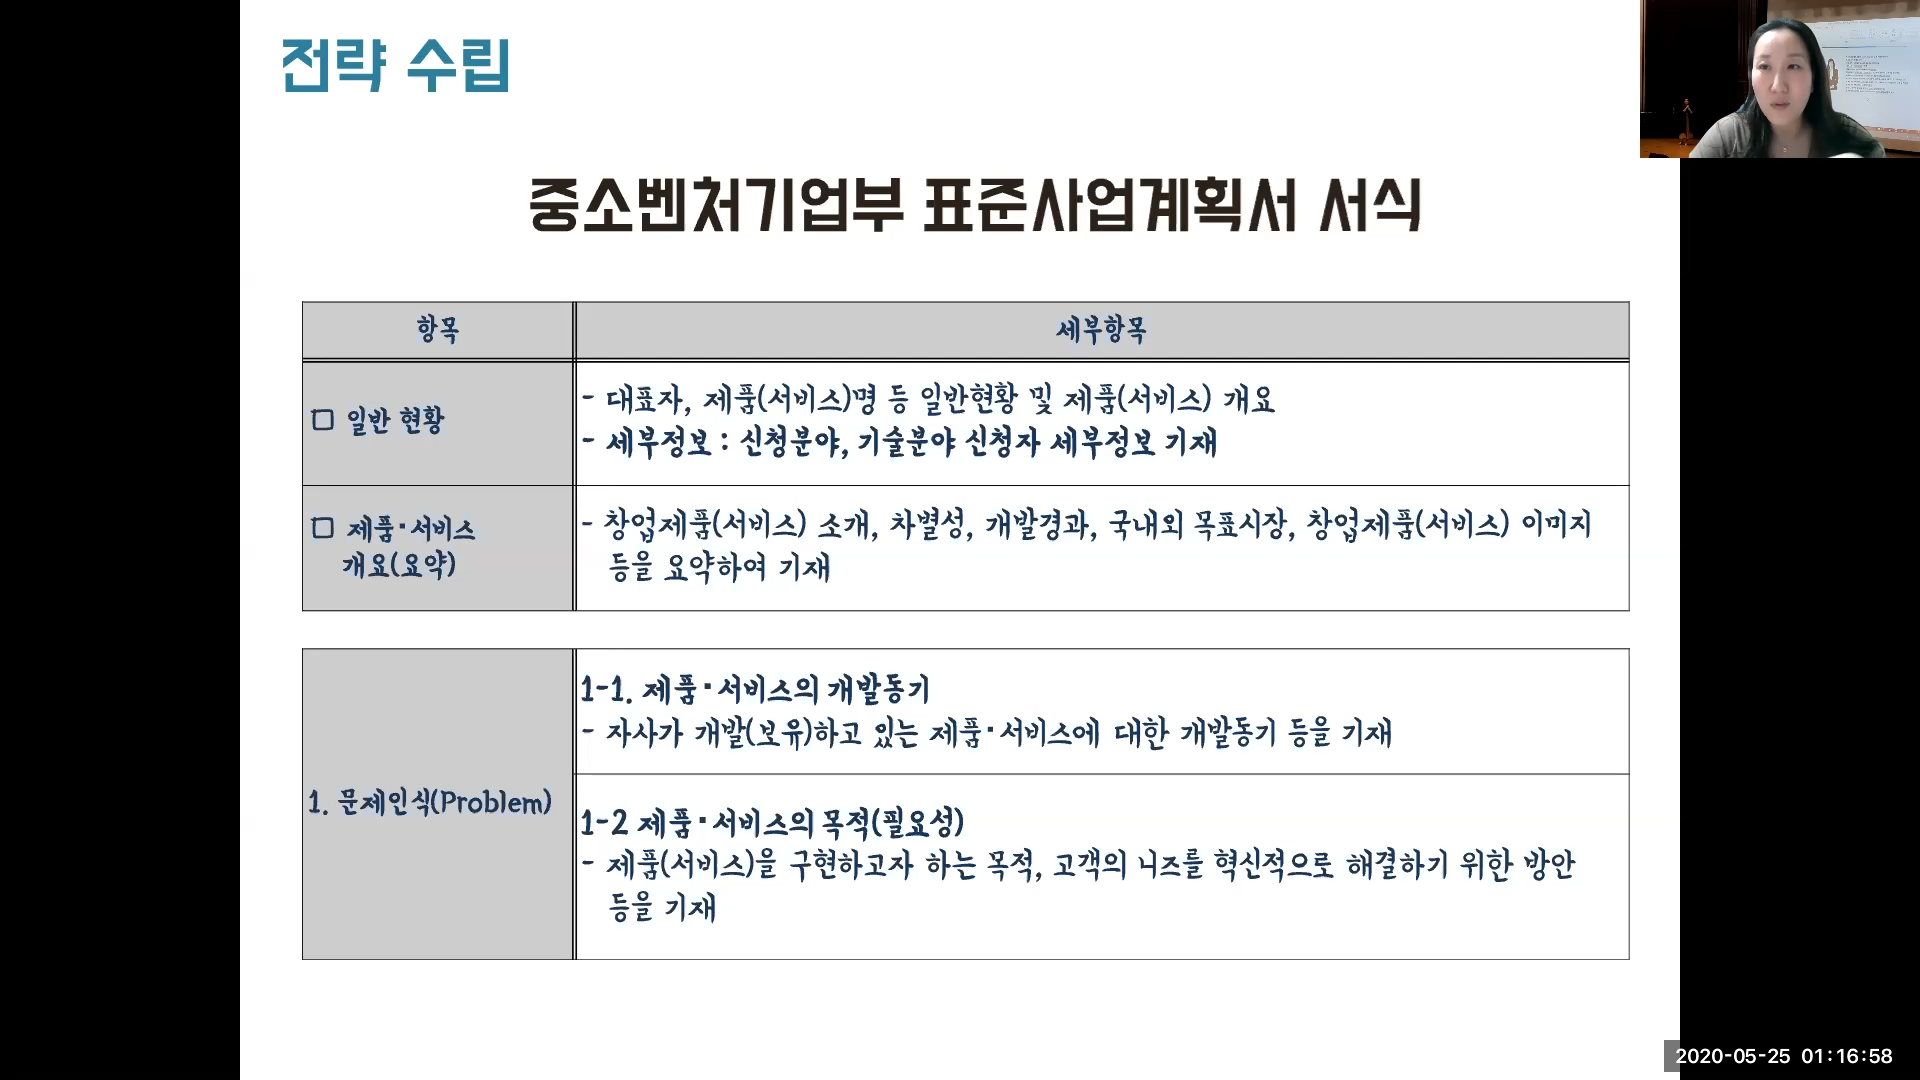 전략 수립
중소벤처기업부 표준사업계획서 서식
항목
세부항목
□ 일반 현황
- 대표자, 제품(서비스)명 등 일반현황 및 제품(서비스) 개요
- 세부정보 : 신청분야, 기술분야 신청자 세부정보 기재
□ 제품·서비스
개요(요약)
- 창업제품(서비스) 소개, 차별성, 개발경과, 국내외 목표시장, 창업제품(서비스) 이미지
등을 요약하여 기재
1. 문제인식(Problem)
1-1. 제품·서비스의 개발동기
- 자사가 개발(보유)하고 있는 제품·서비스에 대한 개발동기 등을 기재
1-2 제품·서비스의 목적(필요성)
- 제품(서비스)을 구현하고자 하는 목적, 고객의 니즈를 혁신적으로 해결하기 위한 방안
등을 기재
2020-05-25 01:16:58